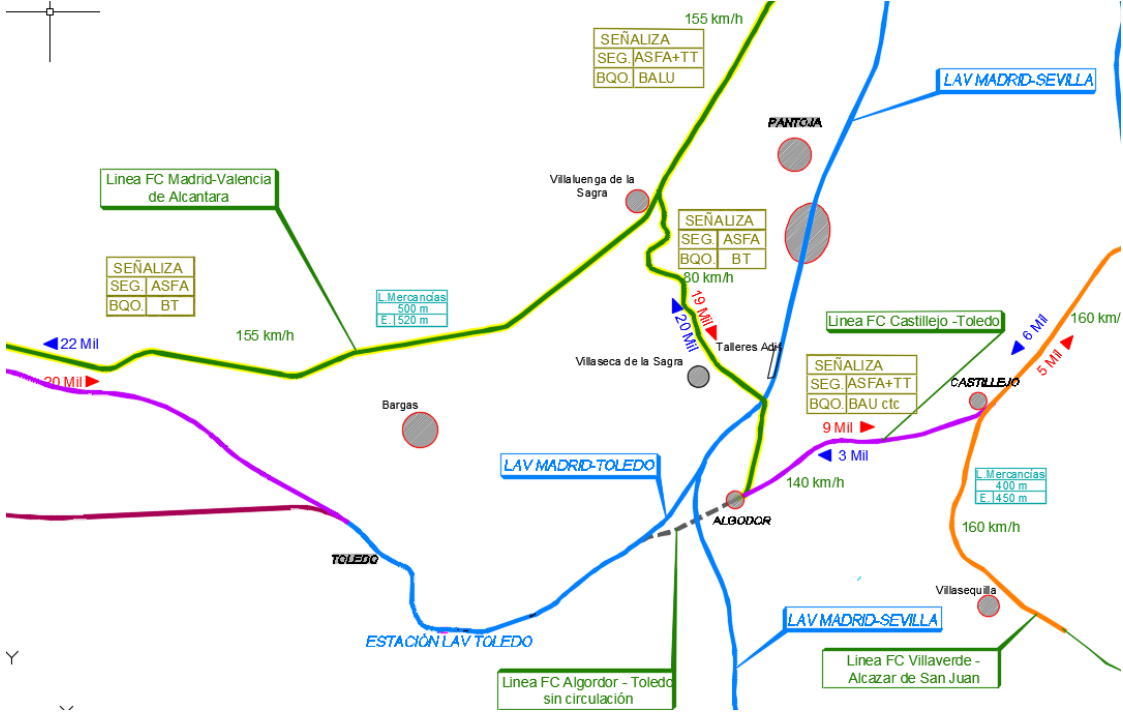 155 km/h
SEÑALIZA
SEG. ASFA+TT
BQO. BALU
LAV MADRID-SEVILLA
PANTOJA
Linea FC Madrid-Valencia
de Alcantara
Villaluenga de la
Sagra
SEÑALIZA
SEG. ASFA
BQO. BT
80 km/h
SEÑALIZA
SEG. ASFA
BQO. BT
L.Mercancías
500 m
E. 520 m
155 km/h
22 Mil
20 Mil
19 Mil
20 Mil
Linea FC Castillejo -Toledo
6 Mil
5 Mil
160 km/
Talleres AdH
Villaseca de la Sagra
SEÑALIZA
SEG. ASFA+TT
BQO. BAU ctc
CASTILLEJO
Bargas
9 Mil
3 Mil
LAV MADRID-TOLEDO
140 km/h
L.Mercancías
400 m
E. 450 m
ALGODOR
160 km/h
TOLEDO
Villasequilla
ESTACIÓN LAV TOLEDO
LAV MADRID-SEVILLA
Linea FC Algordor - Toledo
sin circulación
Linea FC Villaverde -
Alcazar de San Juan
Y